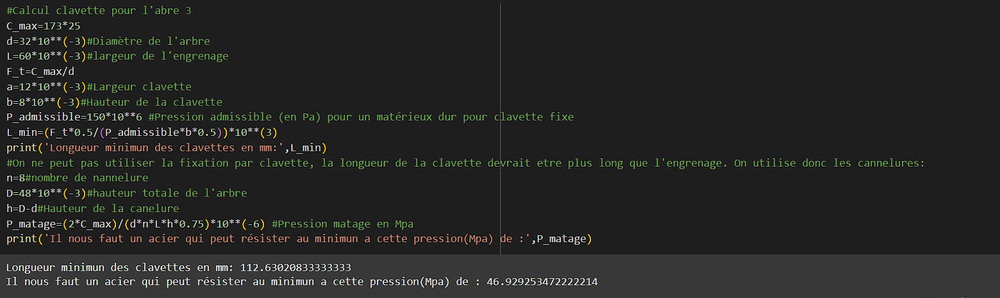 #Calcul clavette pour l'abre 3
C_max=173*25
d=32*10**(-3)#Diamètre de l'arbre
L=60*10**(-3)#largeur de l'engrenage
F_t=C_max/d
a=12*10**(-3)#Largeur clavette
b=8*10**(-3)#Hauteur de la clavette
P_admissible=150*10**6 #Pression admissible (en Pa) pour un matérieux dur pour clavette fixe
L_min=(F_t*0.5/(P_admissible*b*0.5))*10**(3)
print('Longueur minimun des clavettes en mm:',L_min)
#On ne peut pas utiliser la fixation par clavette, la longueur de la clavette devrait etre plus long que l'engrenage. On utilise donc les cannelures:
n=8#nombre de nannelure
D=48*10**(-3)#hauteur totale de l'arbre
h=D-d#Hauteur de la canelure
P_matage=(2*C_max)/(d*n*L*h*0.75)*10**(-6) #Pression matage en Mpa
print('Il nous faut un acier qui peut résister au minimun a cette pression(Mpa) de :',P_matage)
Longueur minimun des clavettes en mm: 112.63020833333333
Il nous faut un acier qui peut résister au minimun a cette pression(Mpa) de : 46.929253472222214